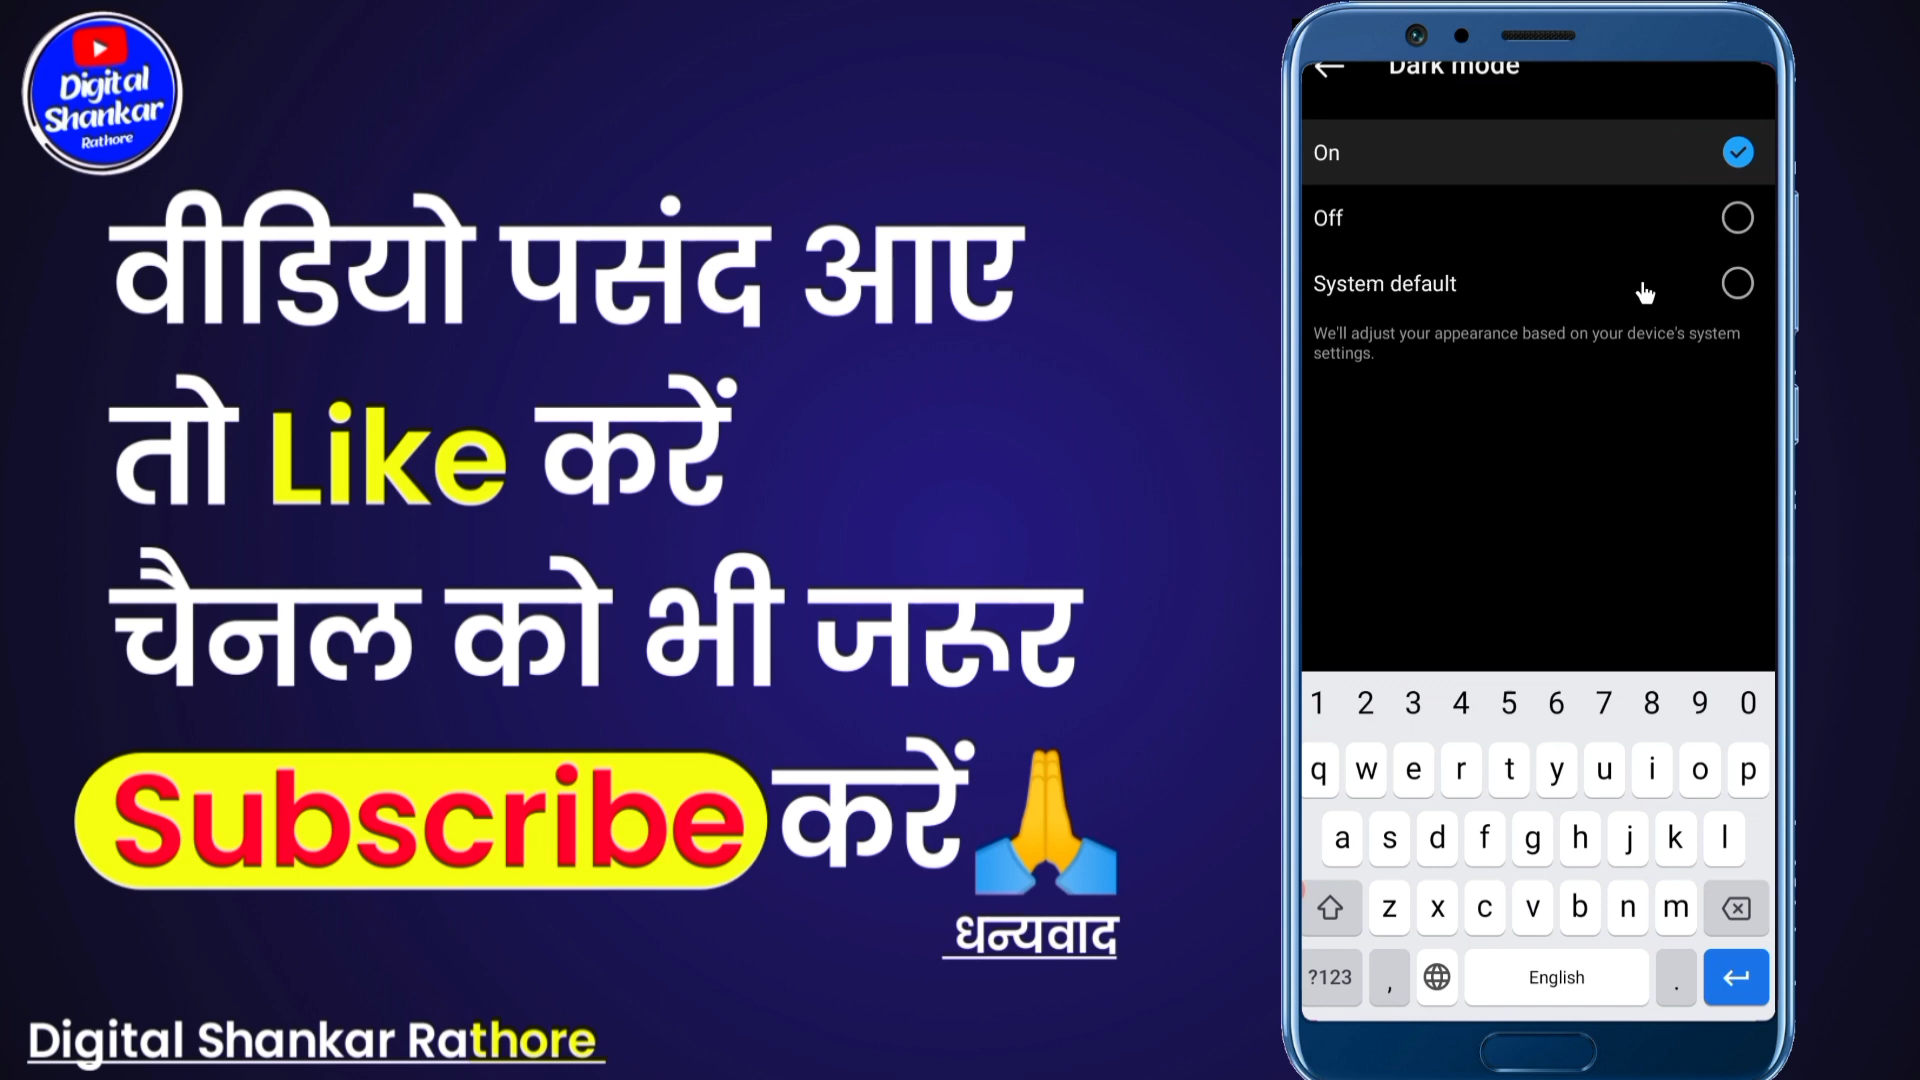 Digital
Shankar
Rathore
वीडियो पसंद आए
तो Like करें
चैनल को भी जरूर
Subscribe करें
धन्यवाद
Digital Shankar Rathore
Dark mode
On
Off
System default
We'll adjust your appearance based on your device's system
settings.
1 2 3 4 5 6 7 8 9 0
q w e r t y u i o p
a s d f g h j k l
z x c v b n m
?123 , English .